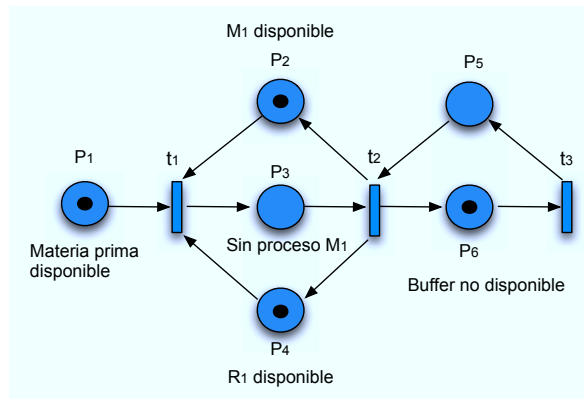 M1 disponible
P2
P5
P1
t1
t2
t3
P3
Materia prima
disponible
Sin proceso M1
P6
Buffer no disponible
P4
R1 disponible